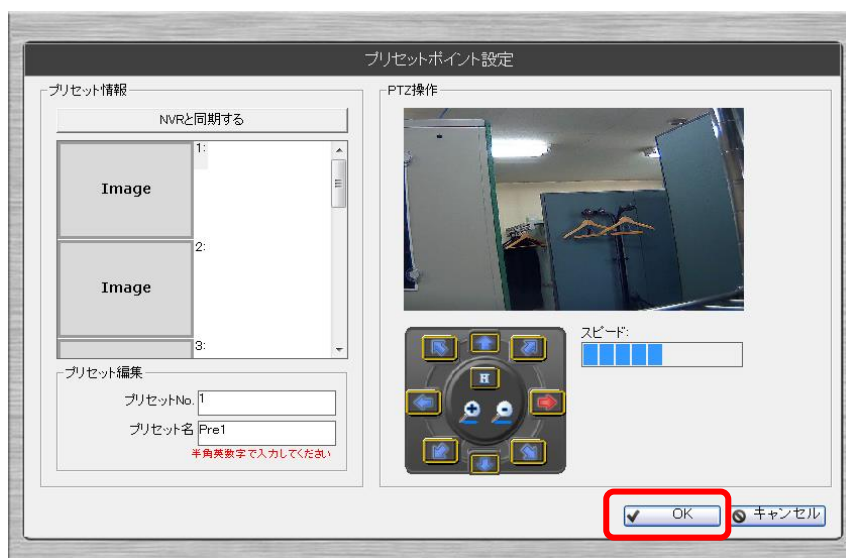 プリセットポイント設定
プリセット情報
NVRと同期する
Image
1:
Image
2:
3:
プリセット編集
プリセットNo. 1
プリセット名 Pre1
半角英数字で入力してください
PTZ操作
スピード:
H
OK
キャンセル